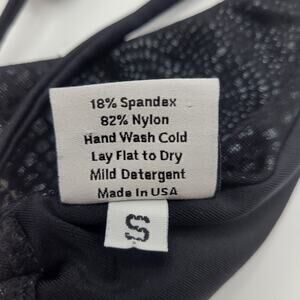 18% Spandex
82% Nylon
Hand Wash Cold
Lay Flat to Dry
Mild Detergent
Made In USA
S